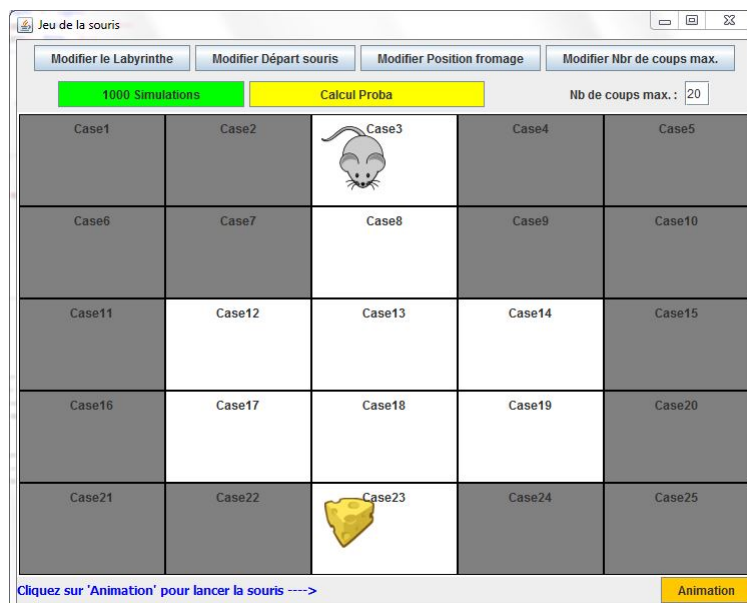 Jeu de la souris
Modifier le Labyrinthe Modifier Départ souris Modifier Position fromage Modifier Nbr de coups max.
1000 Simulations Calcul Proba Nb de coups max. : 20
Case1 Case2 Case3 Case4 Case5
Case6 Case7 Case8 Case9 Case10
Case11 Case12 Case13 Case14 Case15
Case16 Case17 Case18 Case19 Case20
Case21 Case22 Case23 Case24 Case25
Cliquez sur 'Animation' pour lancer la souris ----> Animation